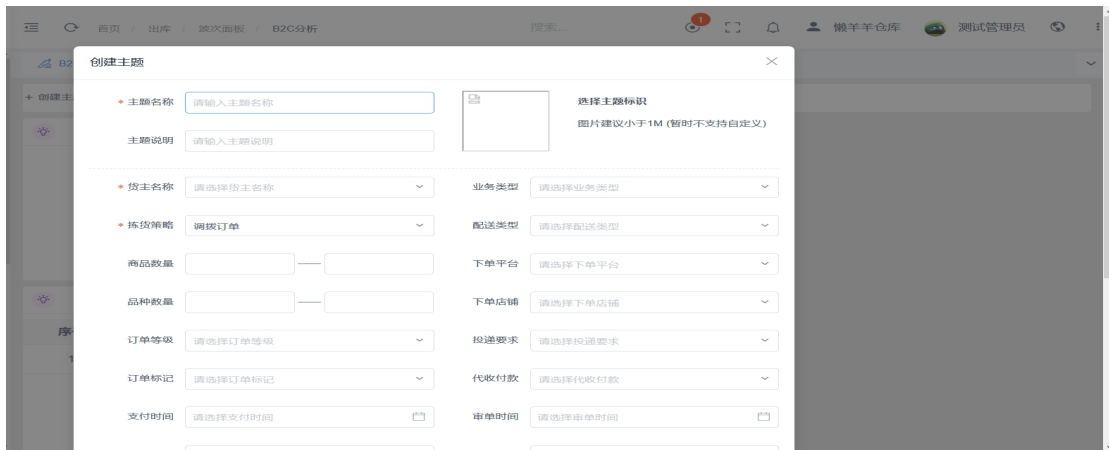 首页 / 出库 / 波次面板 / B2C分析
搜索...
1
懒羊羊仓库
测试管理员
B2
创建主题
+ 创建主
* 主题名称 请输入主题名称
选择主题标识
图片建议小于1M (暂时不支持自定义)
主题说明 请输入主题说明
* 货主名称 请选择货主名称
业务类型 请选择业务类型
* 拣货策略 调拨订单
配送类型 请选择配送类型
商品数量 —
下单平台 请选择下单平台
品种数量 —
下单店铺 请选择下单店铺
序
订单等级 请选择订单等级
投递要求 请选择投递要求
1
订单标记 请选择订单标记
代收付款 请选择代收付款
支付时间 请选择支付时间
审单时间 请选择审单时间